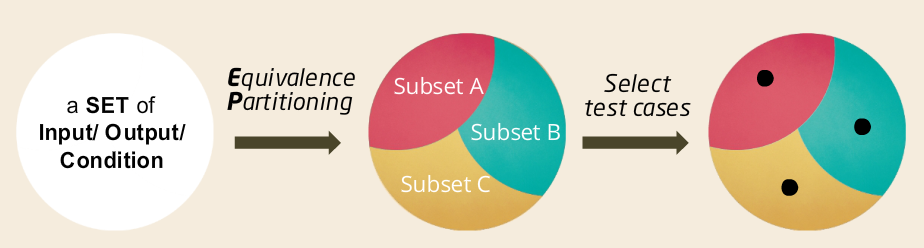 a SET of
Input/ Output/
Condition
Equivalence
Partitioning
Subset A
Subset B
Subset C
Select
test cases